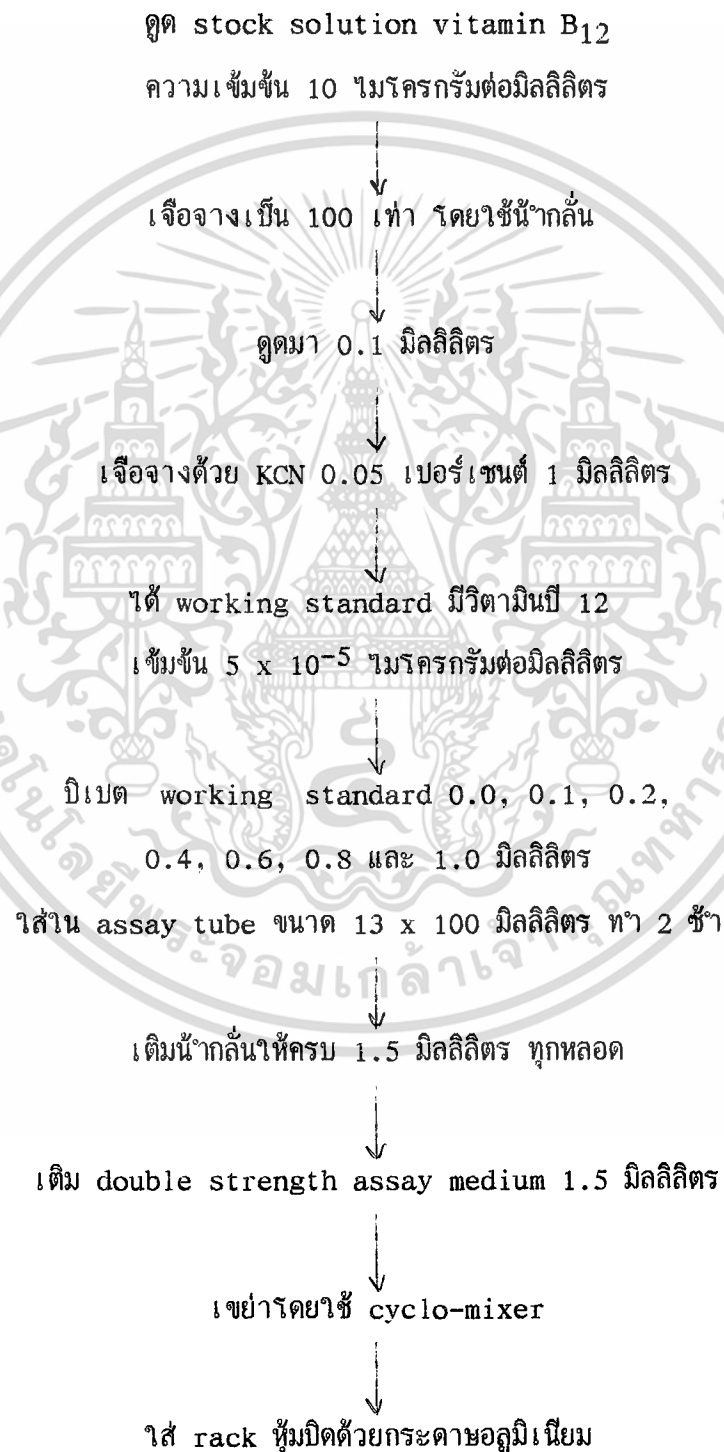 ดูด stock solution vitamin B12
ความเข้มข้น 10 ไมโครกรัมต่อมิลลิลิตร
เจือจางเป็น 100 เท่า โดยใช้น้ำกลั่น
ดูดมา 0.1 มิลลิลิตร
เจือจางด้วย KCN 0.05 เปอร์เซนต์ 1 มิลลิลิตร
ได้ working standard มีวิตามินบี 12
เข้มข้น 5 x 10-5 ไมโครกรัมต่อมิลลิลิตร
ปิเปต working standard 0.0, 0.1, 0.2,
0.4, 0.6, 0.8 และ 1.0 มิลลิลิตร
ใส่ใน assay tube ขนาด 13 x 100 มิลลิลิตร ทำ 2 ซ้ำ
เติมน้ำกลั่นให้ครบ 1.5 มิลลิลิตร ทุกหลอด
เติม double strength assay medium 1.5 มิลลิลิตร
เขย่าโดยใช้ cyclo-mixer
ใส่ rack หุ้มปิดด้วยกระดาษอลูมิเนียม